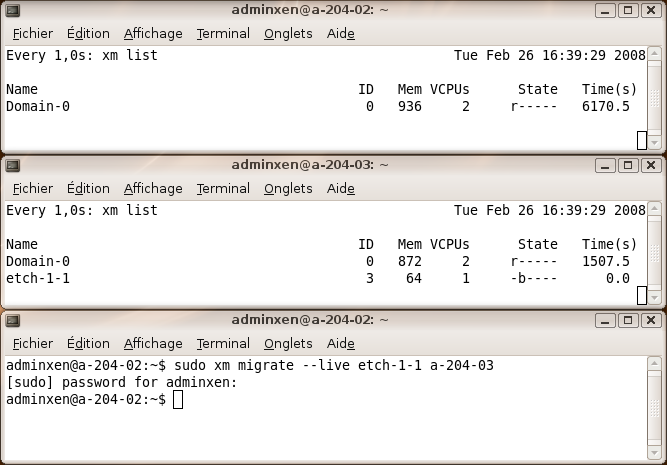 adminxen@a-204-02: ~
Fichier Édition Affichage Terminal Onglets Aide
Every 1,0s: xm list Tue Feb 26 16:39:29 2008
Name ID Mem VCPUs State Time(s)
Domain-0 0 936 2 r----- 6170.5
adminxen@a-204-03: ~
Fichier Édition Affichage Terminal Onglets Aide
Every 1,0s: xm list Tue Feb 26 16:39:29 2008
Name ID Mem VCPUs State Time(s)
Domain-0 0 872 2 r----- 1507.5
etch-1-1 3 64 1 -b---- 0.0
adminxen@a-204-02: ~
Fichier Édition Affichage Terminal Onglets Aide
adminxen@a-204-02:~$ sudo xm migrate --live etch-1-1 a-204-03
[sudo] password for adminxen:
adminxen@a-204-02:~$